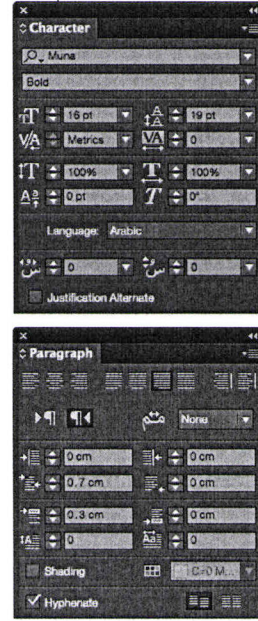 Character
Muna
Bold
16 pt 19 pt
Metrics 0
100% 100%
0 pt 0°
Language: Arabic
0 0
Justification Alternate
Paragraph
None
0 cm 0 cm
0.7 cm 0 cm
0.3 cm 0 cm
0 0
Shading [C=0 M...
Hyphenate